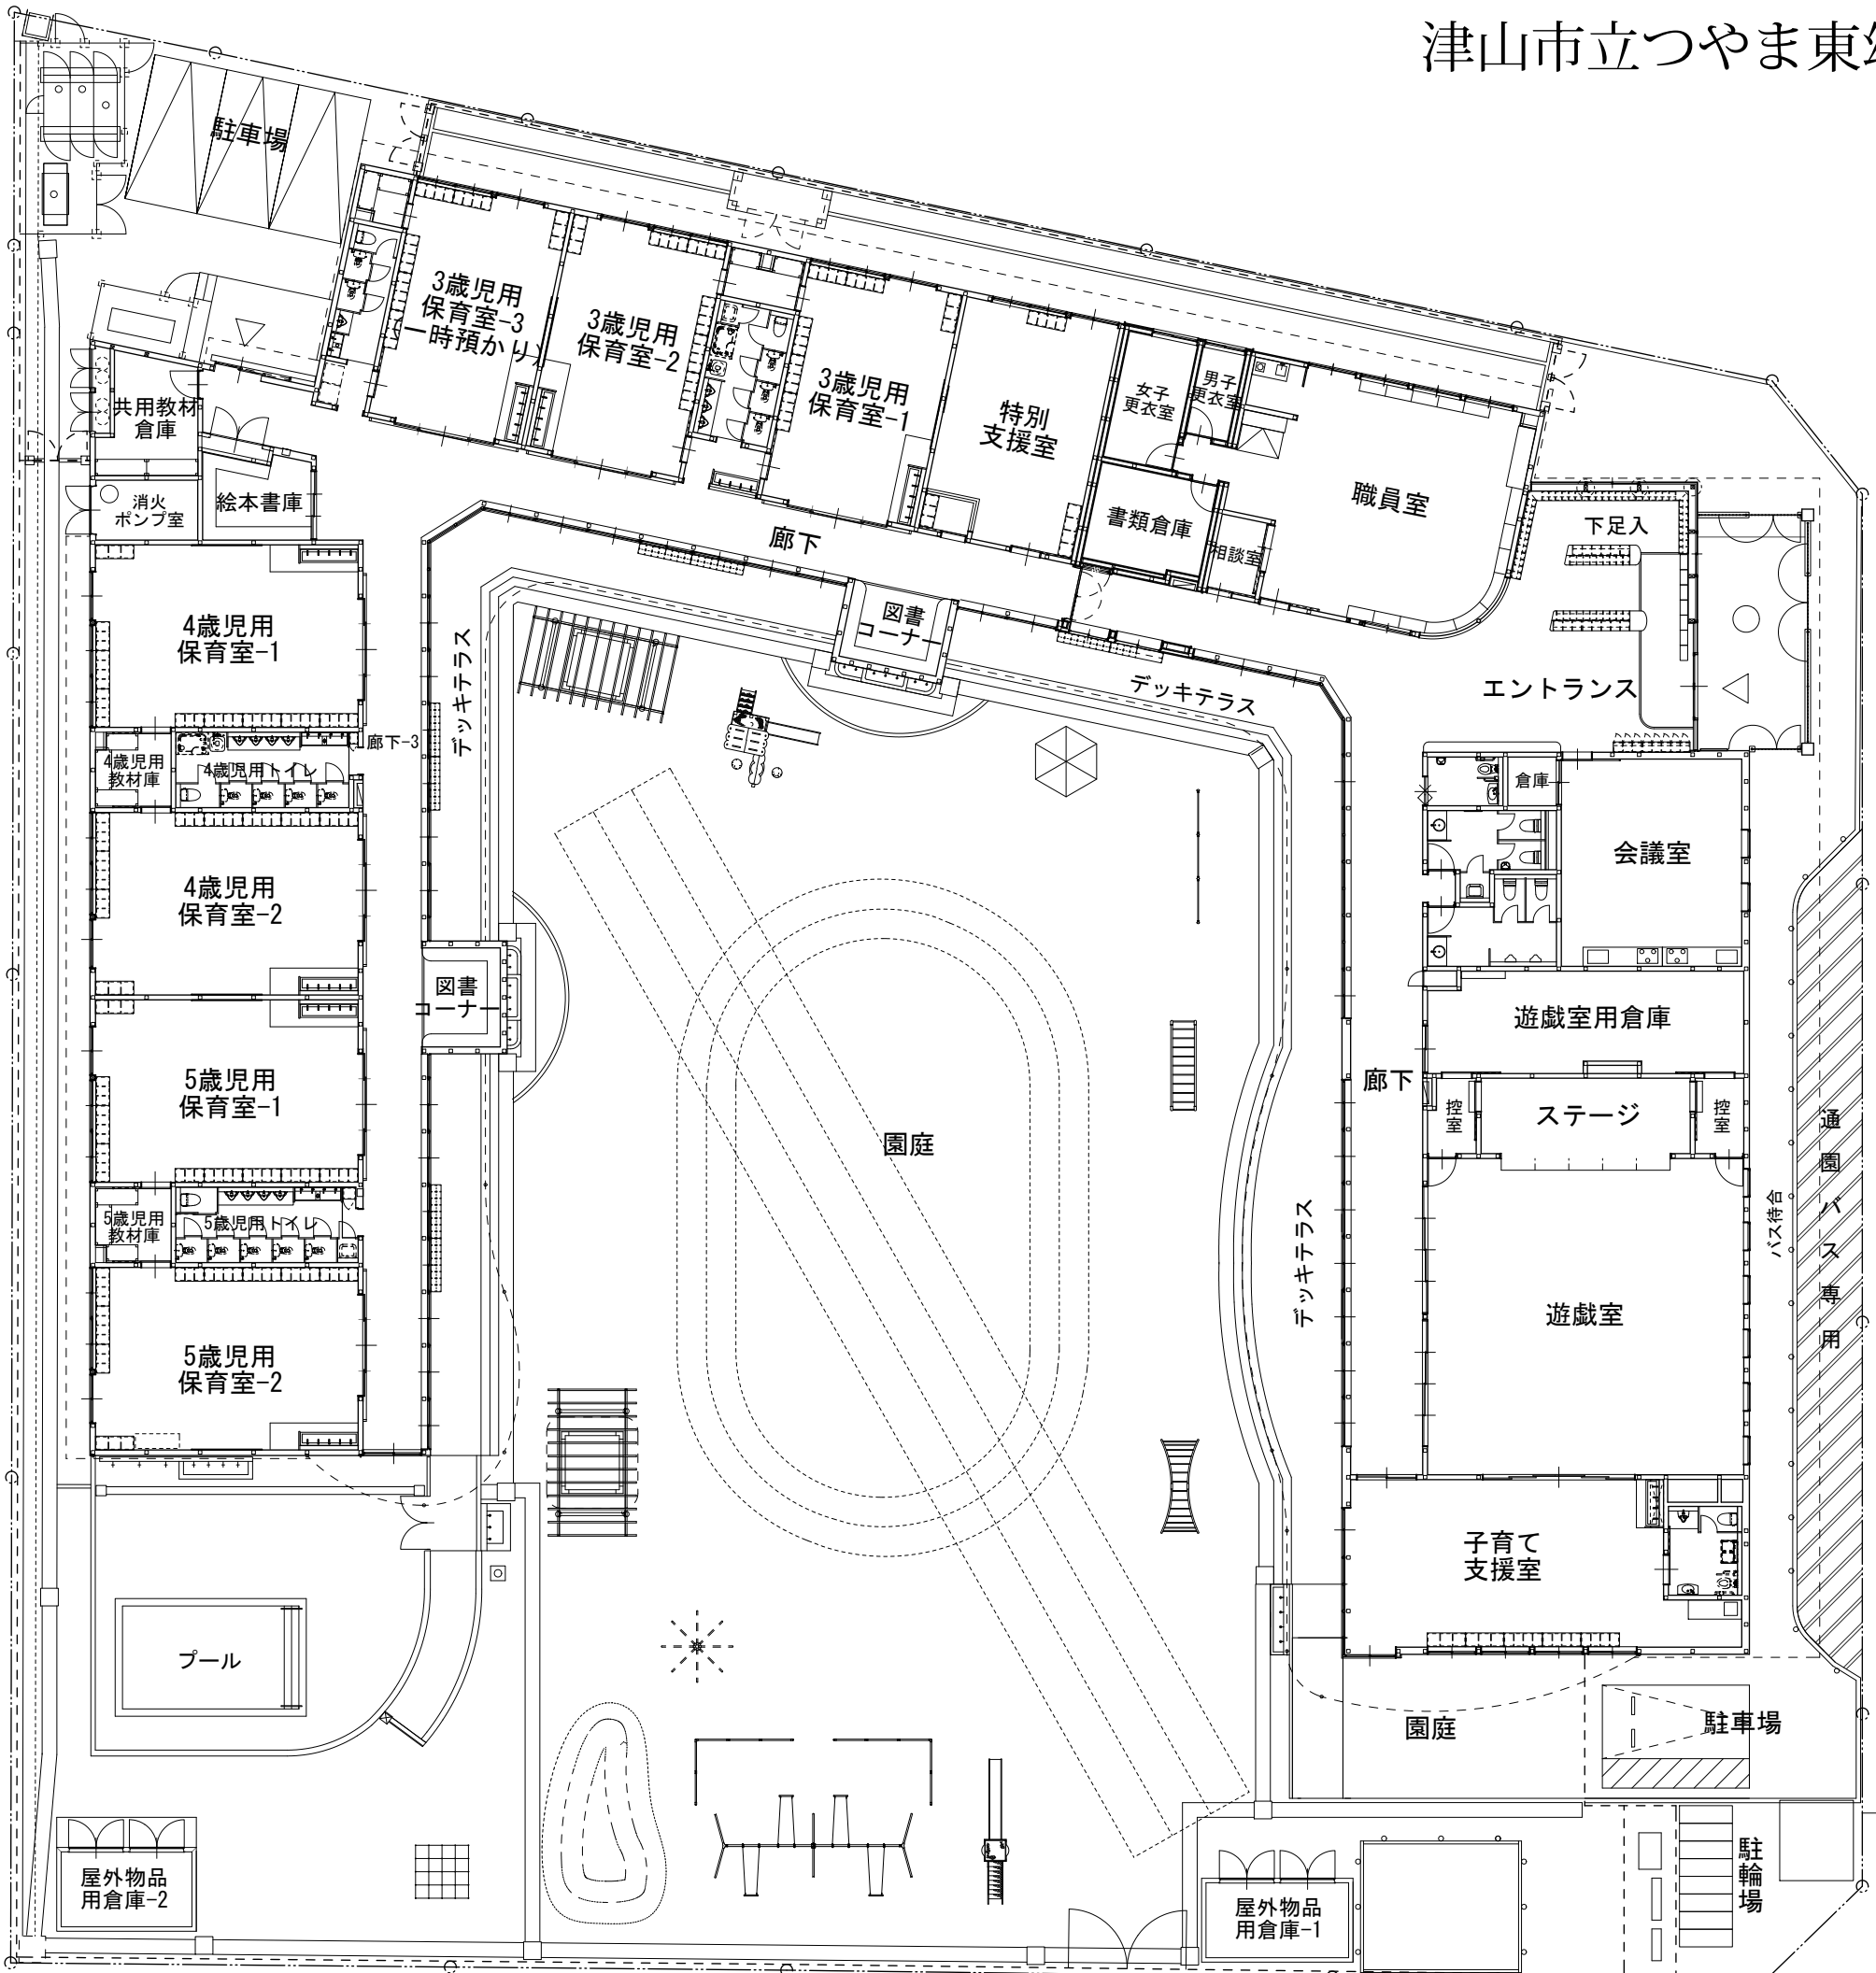 津山市立つやま東
駐車場
3歳児用
保育室-3
(一時預かり)
3歳児用
保育室-2
3歳児用
保育室-1
特別
支援室
女子
更衣室
男子
更衣室
職員室
書類倉庫
相談室
下足入
共用教材
倉庫
消火
ポンプ室
絵本書庫
廊下
図書
コーナー
デッキテラス
エントランス
4歳児用
保育室-1
デッキテラス
廊下-3
4歳児用
教材庫
4歳児用トイレ
倉庫
会議室
4歳児用
保育室-2
図書
コーナー
遊戯室用倉庫
5歳児用
保育室-1
廊下
控室
ステージ
控室
園庭
通園バス専用
バス待合
5歳児用
教材庫
5歳児用トイレ
デッキテラス
遊戯室
5歳児用
保育室-2
子育て
支援室
プール
園庭
駐車場
駐輪場
屋外物品
用倉庫-2
屋外物品
用倉庫-1